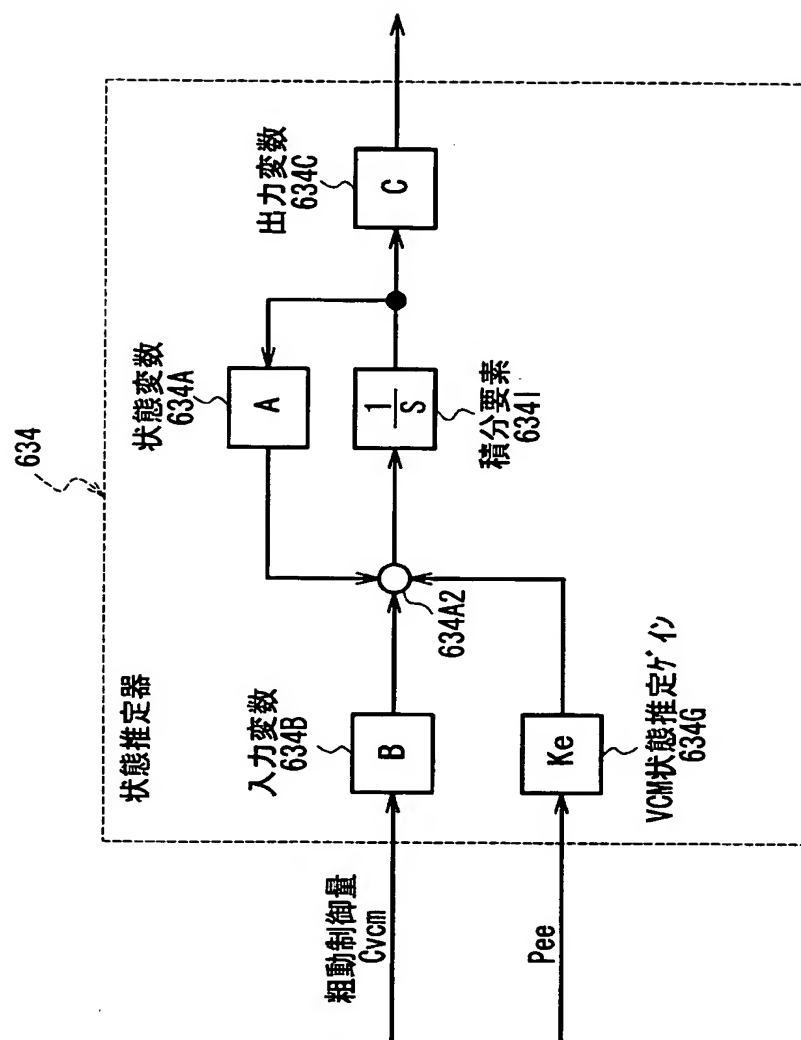 634
状態推定器
状態変数
634A
A
出力変数
634C
C
入力変数
634B
B
1
S
積分要素
634I
634A2
粗動制御量
Cvcm
Pee
Ke
VCM状態推定ゲイン
634G